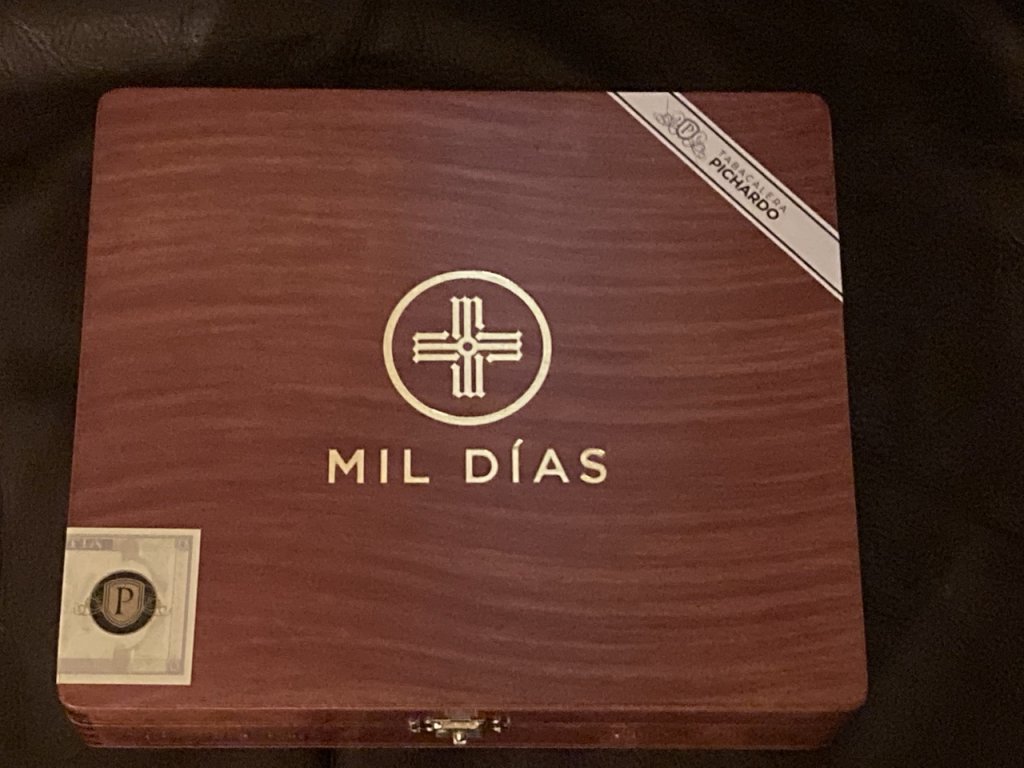 P
TABACALERA
PICHARDO
MIL DÍAS
P